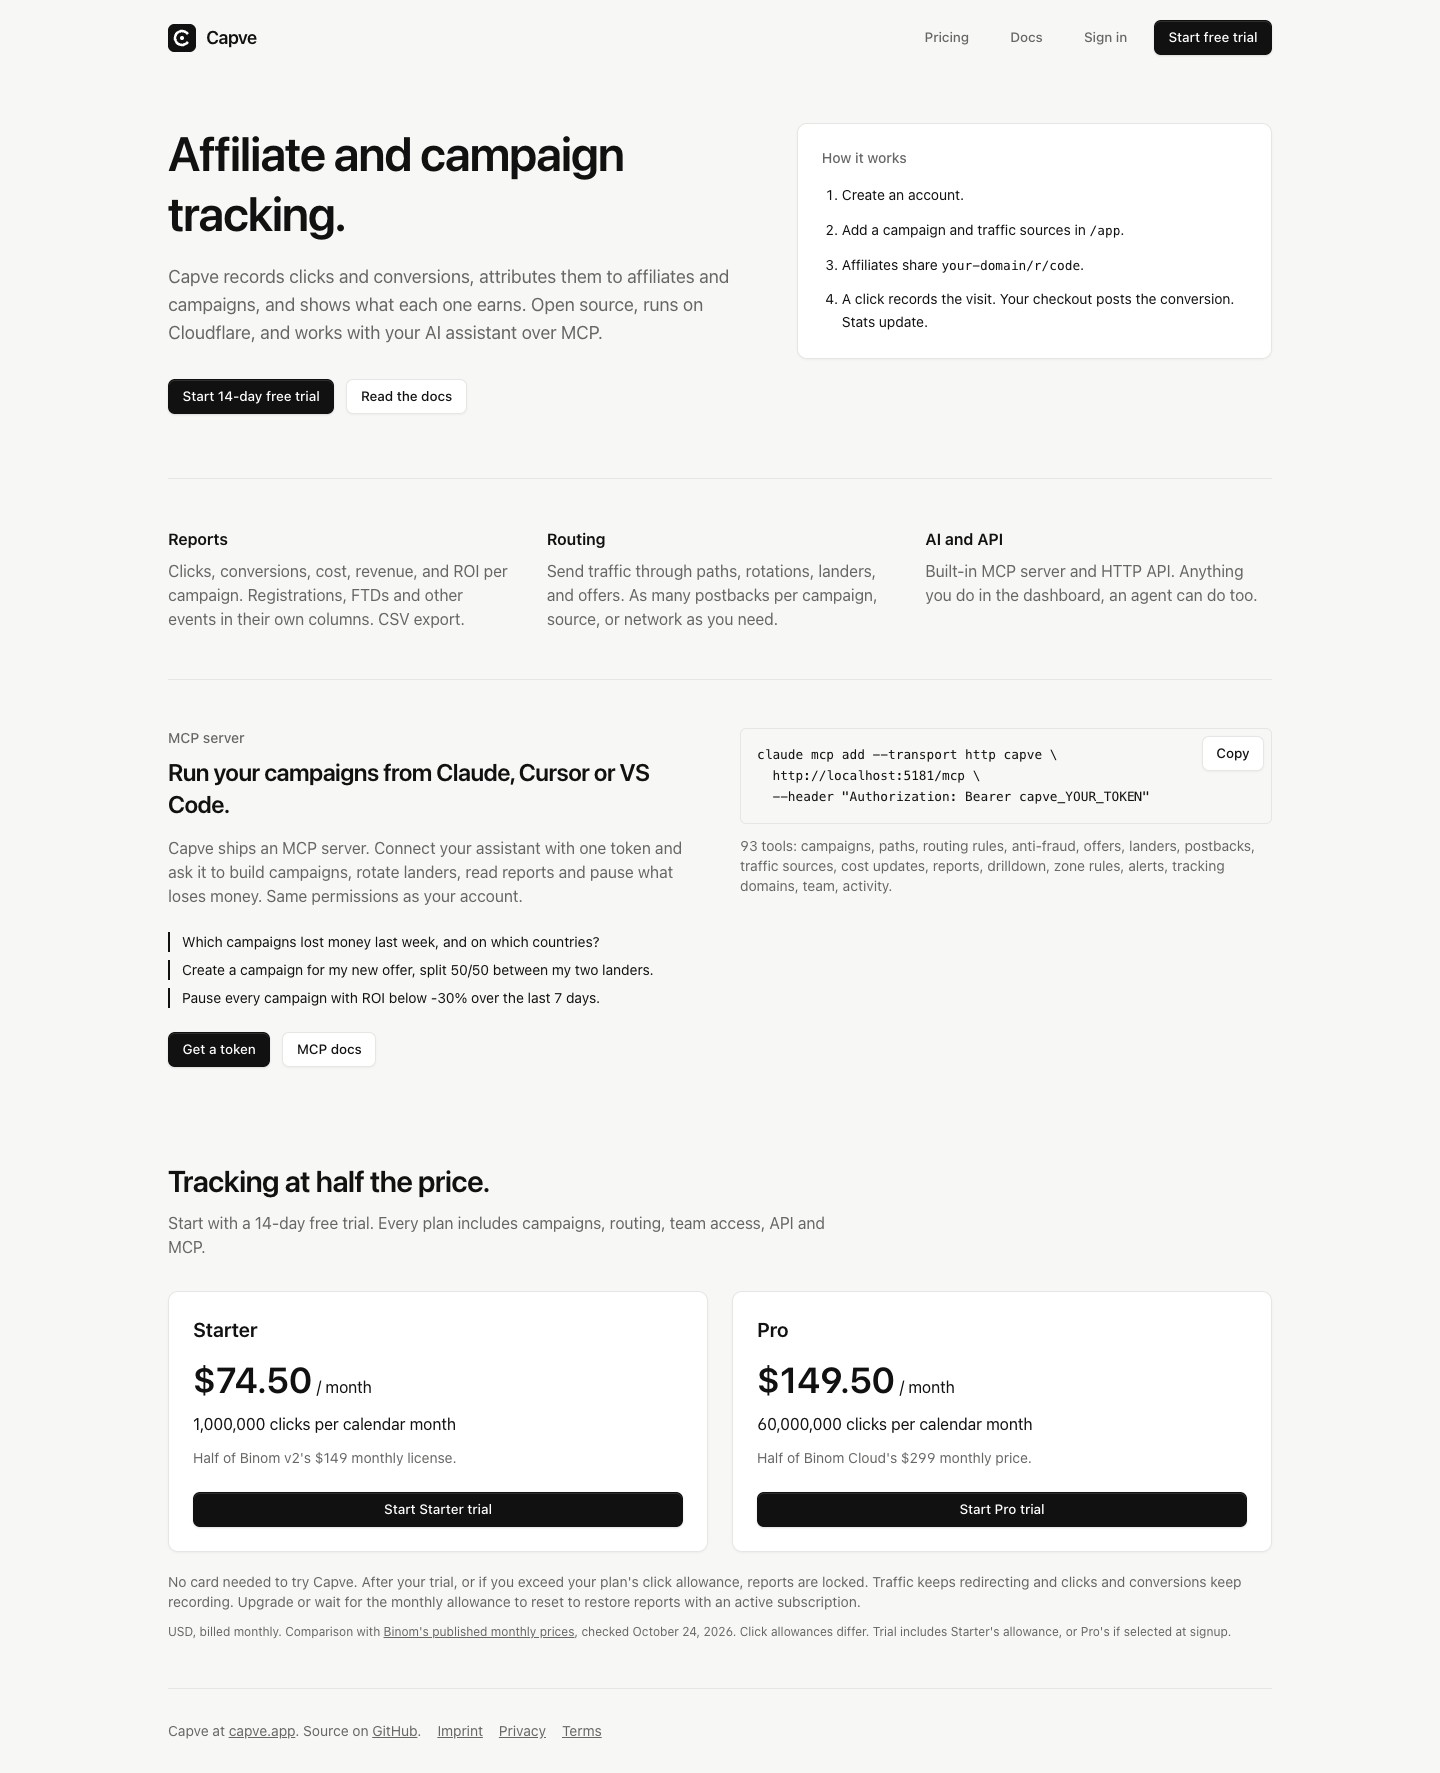 Capve
Pricing
Docs
Sign in
Start free trial
Affiliate and campaign
tracking.
Capve records clicks and conversions, attributes them to affiliates and
campaigns, and shows what each one earns. Open source, runs on
Cloudflare, and works with your AI assistant over MCP.
Start 14-day free trial
Read the docs
How it works
1. Create an account.
2. Add a campaign and traffic sources in /app.
3. Affiliates share your-domain/r/code.
4. A click records the visit. Your checkout posts the conversion.
Stats update.
Reports
Clicks, conversions, cost, revenue, and ROI per
campaign. Registrations, FTDs and other
events in their own columns. CSV export.
Routing
Send traffic through paths, rotations, landers,
and offers. As many postbacks per campaign,
source, or network as you need.
AI and API
Built-in MCP server and HTTP API. Anything
you do in the dashboard, an agent can do too.
MCP server
Run your campaigns from Claude, Cursor or VS
Code.
Capve ships an MCP server. Connect your assistant with one token and
ask it to build campaigns, rotate landers, read reports and pause what
loses money. Same permissions as your account.
Which campaigns lost money last week, and on which countries?
Create a campaign for my new offer, split 50/50 between my two landers.
Pause every campaign with ROI below -30% over the last 7 days.
Get a token
MCP docs
claude mcp add --transport http capve \
http://localhost:5181/mcp \
--header "Authorization: Bearer capve_YOUR_TOKEN"
Copy
93 tools: campaigns, paths, routing rules, anti-fraud, offers, landers, postbacks,
traffic sources, cost updates, reports, drilldown, zone rules, alerts, tracking
domains, team, activity.
Tracking at half the price.
Start with a 14-day free trial. Every plan includes campaigns, routing, team access, API and
MCP.
Starter
$74.50 / month
1,000,000 clicks per calendar month
Half of Binom v2's $149 monthly license.
Start Starter trial
Pro
$149.50 / month
60,000,000 clicks per calendar month
Half of Binom Cloud's $299 monthly price.
Start Pro trial
No card needed to try Capve. After your trial, or if you exceed your plan's click allowance, reports are locked. Traffic keeps redirecting and clicks and conversions keep
recording. Upgrade or wait for the monthly allowance to reset to restore reports with an active subscription.
USD, billed monthly. Comparison with Binom's published monthly prices, checked October 24, 2026. Click allowances differ. Trial includes Starter's allowance, or Pro's if selected at signup.
Capve at capve.app. Source on GitHub. Imprint Privacy Terms